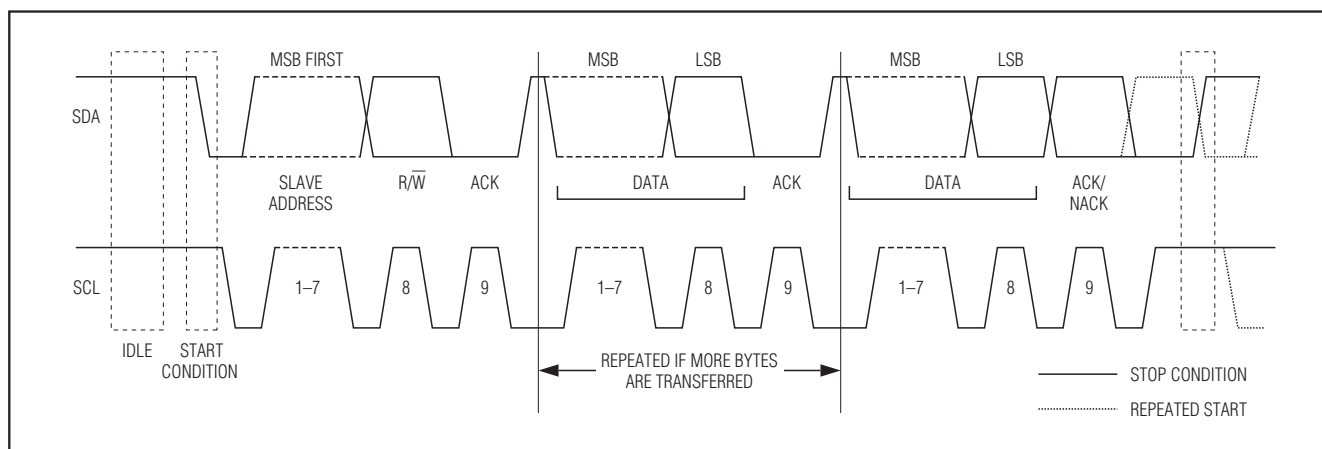 MSB FIRST
MSB
LSB
MSB
LSB
SDA
SLAVE
ADDRESS
R/W̅
ACK
DATA
ACK
DATA
ACK/
NACK
SCL
1–7
8
9
1–7
8
9
1–7
8
9
IDLE
START
CONDITION
REPEATED IF MORE BYTES
ARE TRANSFERRED
STOP CONDITION
REPEATED START